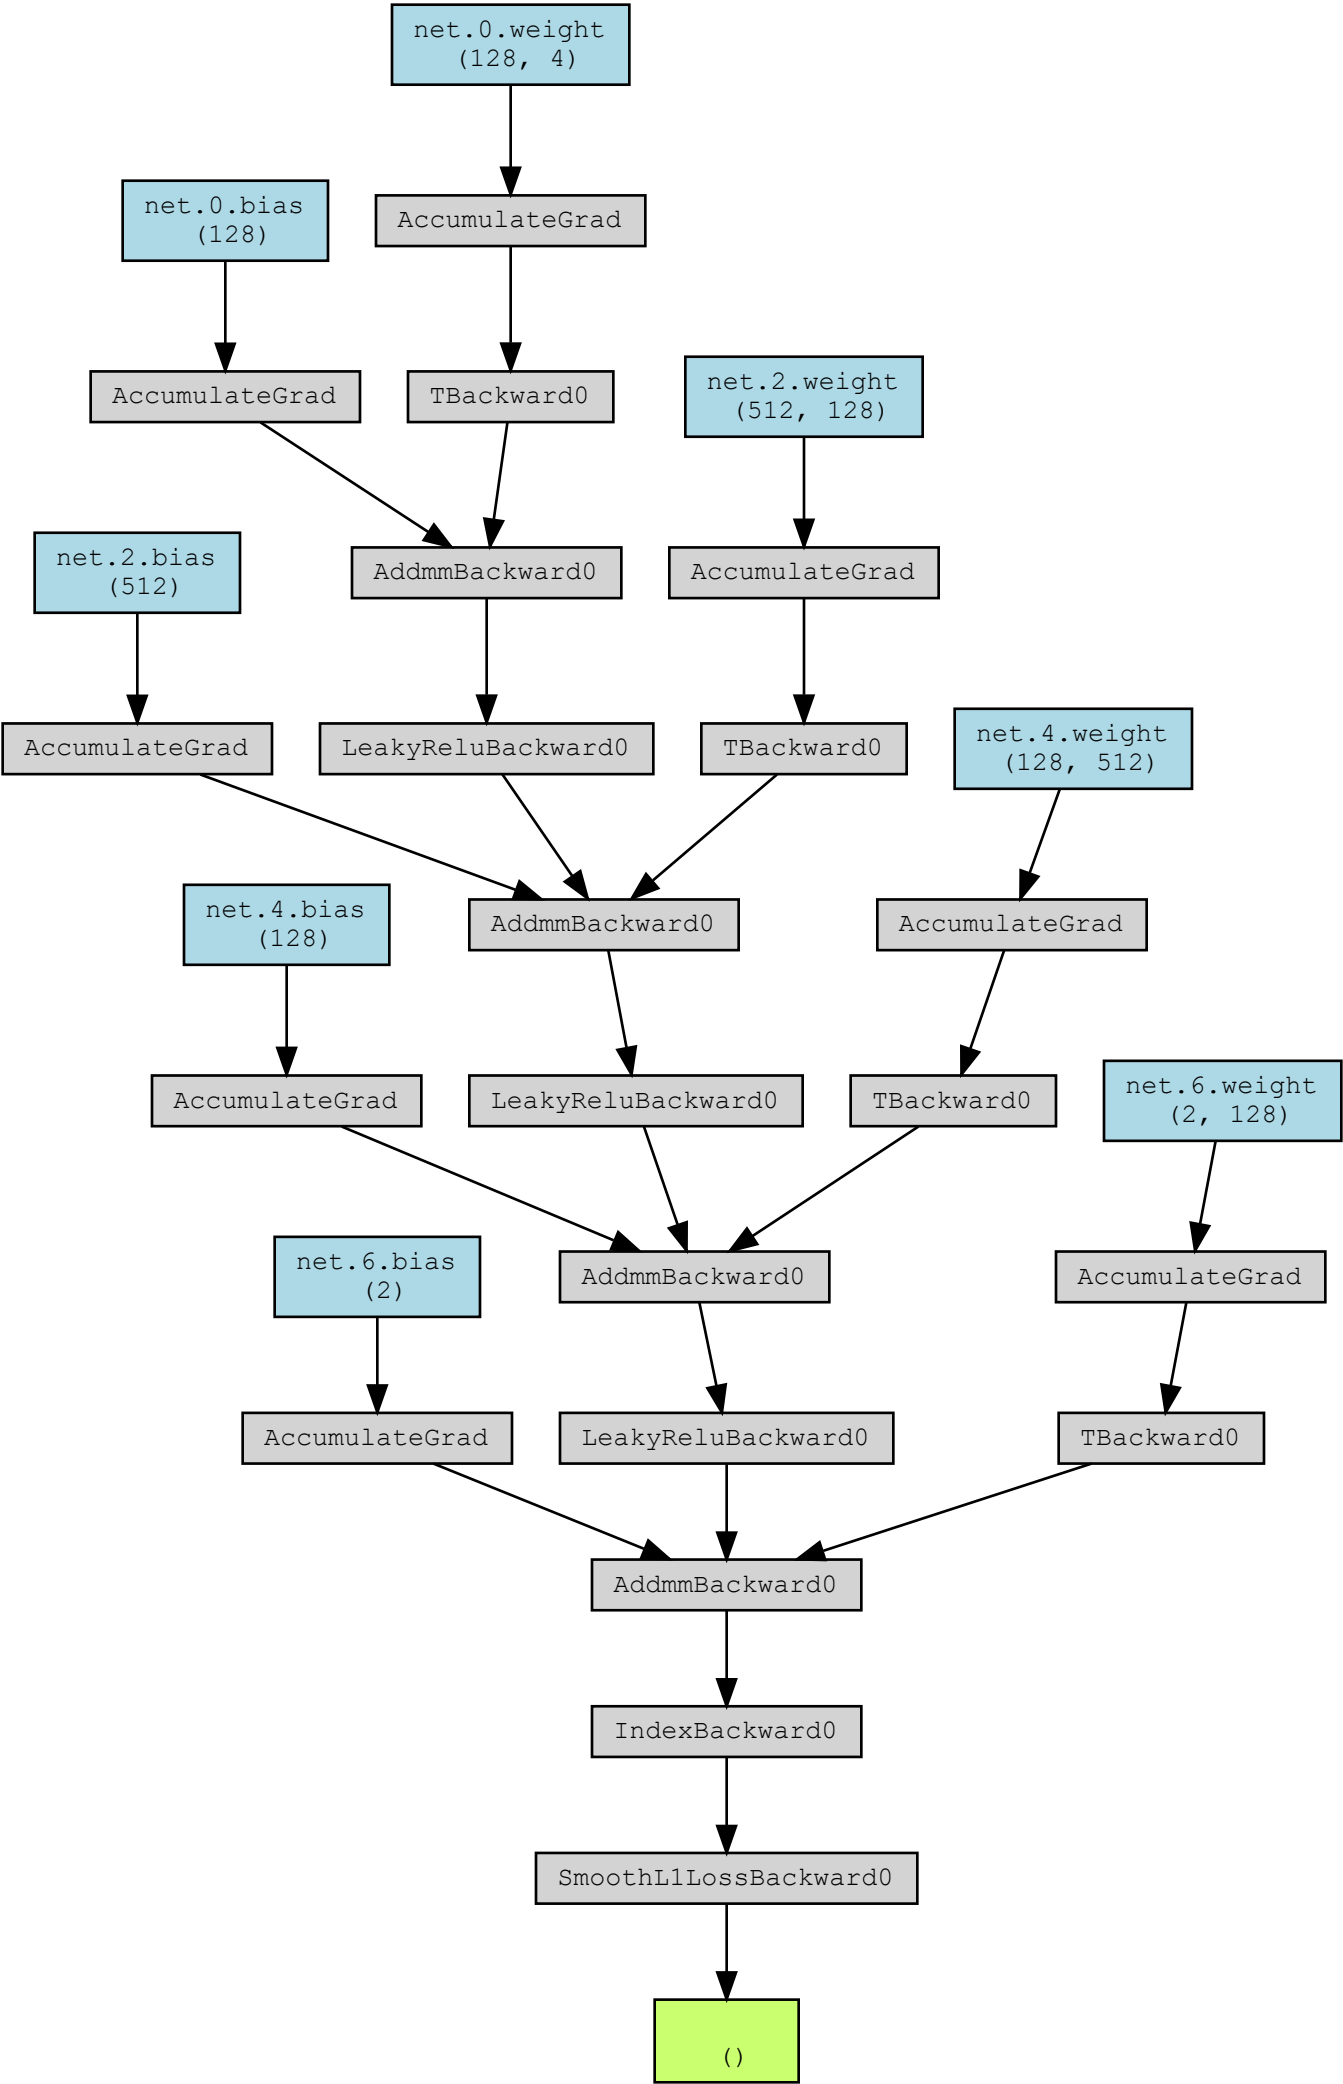 net.0.weight
(128, 4)
net.0.bias
(128)
AccumulateGrad
AccumulateGrad
TBackward0
net.2.weight
(512, 128)
net.2.bias
(512)
AddmmBackward0
AccumulateGrad
AccumulateGrad
LeakyReluBackward0
TBackward0
net.4.weight
(128, 512)
net.4.bias
(128)
AddmmBackward0
AccumulateGrad
AccumulateGrad
LeakyReluBackward0
TBackward0
net.6.weight
(2, 128)
net.6.bias
(2)
AddmmBackward0
AccumulateGrad
AccumulateGrad
LeakyReluBackward0
TBackward0
AddmmBackward0
IndexBackward0
SmoothL1LossBackward0
()